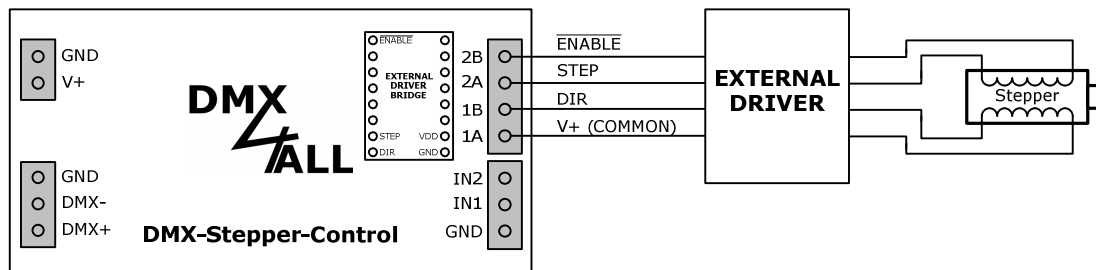 GND
V+
GND
DMX-
DMX+
DMX
4
ALL
DMX-Stepper-Control
ENABLE
EXTERNAL
DRIVER
BRIDGE
STEP VDD
DIR GND
2B
2A
1B
1A
IN2
IN1
GND
ENABLE
STEP
DIR
V+ (COMMON)
EXTERNAL
DRIVER
Stepper